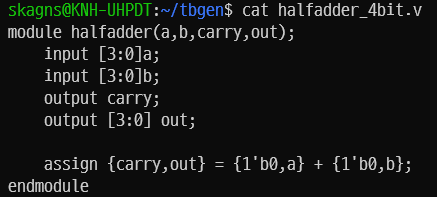 skagns@KNH-UHPDT:~/tbgen$ cat halfadder_4bit.v
module halfadder(a,b,carry,out);
    input [3:0]a;
    input [3:0]b;
    output carry;
    output [3:0] out;

    assign {carry,out} = {1'b0,a} + {1'b0,b};
endmodule